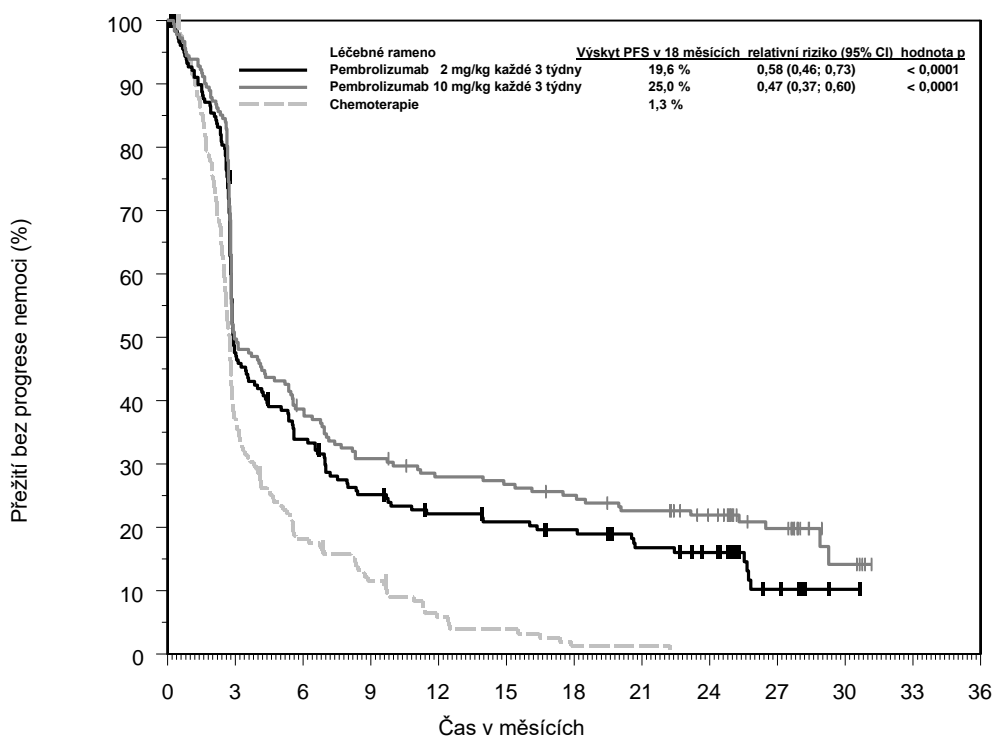 Léčebné rameno Výskyt PFS v 18 měsících relativní riziko (95% CI) hodnota p
Pembrolizumab 2 mg/kg každé 3 týdny 19,6 % 0,58 (0,46; 0,73) < 0,0001
Pembrolizumab 10 mg/kg každé 3 týdny 25,0 % 0,47 (0,37; 0,60) < 0,0001
Chemoterapie 1,3 %
Přežití bez progrese nemoci (%)
100
90
80
70
60
50
40
30
20
10
0
0 3 6 9 12 15 18 21 24 27 30 33 36
Čas v měsících